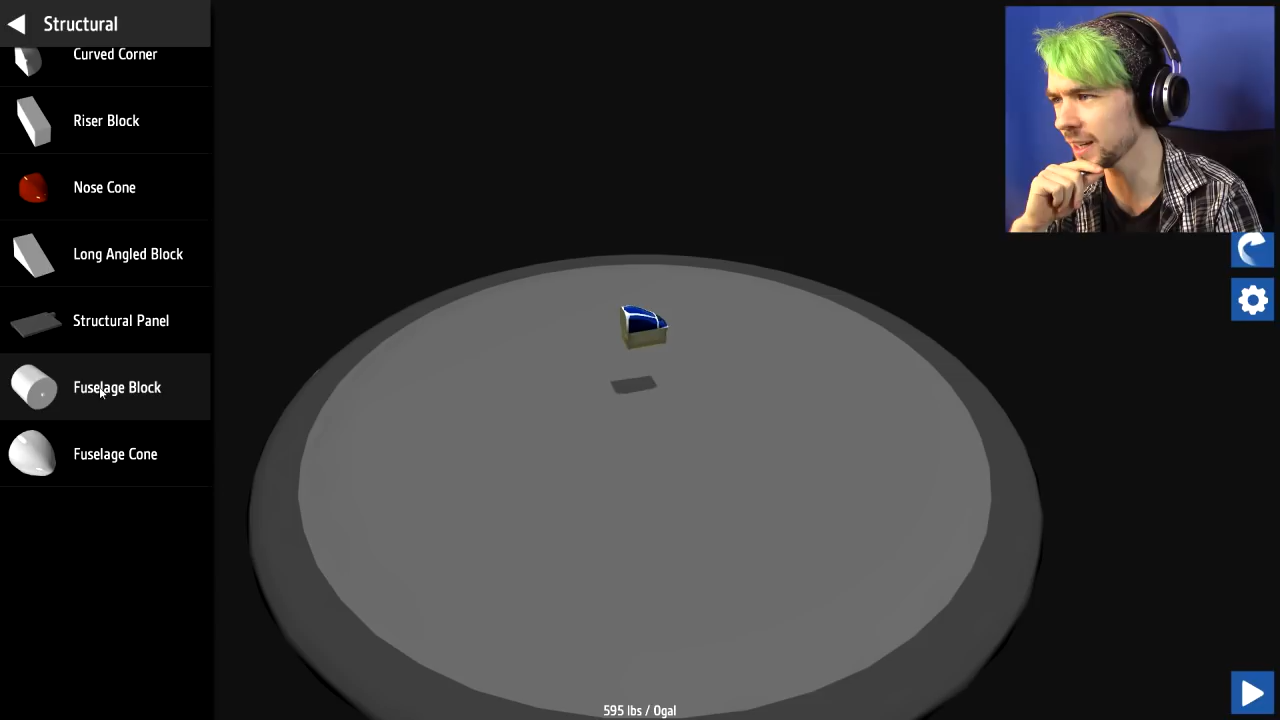 Structural
Curved Corner
Riser Block
Nose Cone
Long Angled Block
Structural Panel
Fuselage Block
Fuselage Cone
595 lbs / 0gal